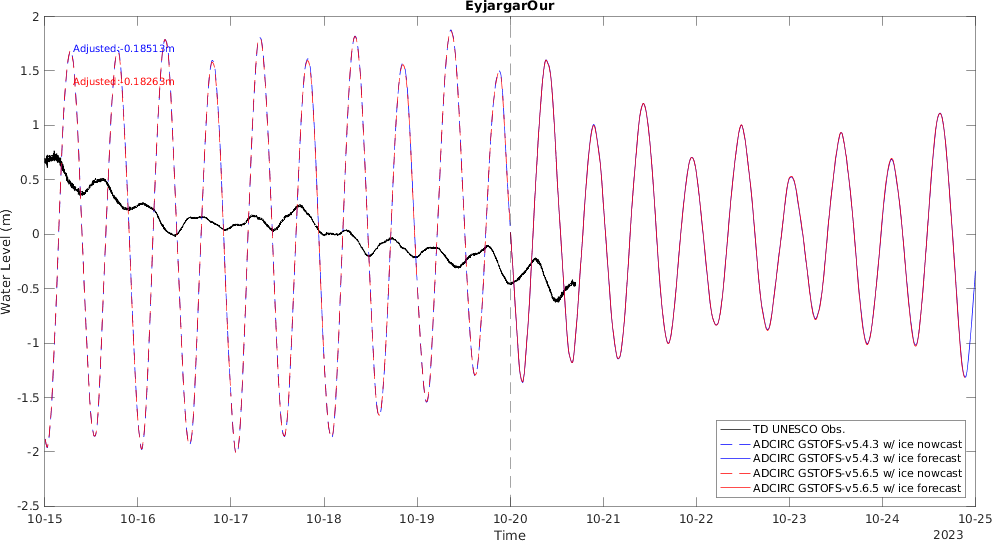 EyjargarOur
Adjusted:-0.18513m
Adjusted:-0.18263m
Water Level (m)
2
1.5
1
0.5
0
-0.5
-1
-1.5
-2
-2.5
TD UNESCO Obs.
ADCIRC GSTOFS-v5.4.3 w/ ice nowcast
ADCIRC GSTOFS-v5.4.3 w/ ice forecast
ADCIRC GSTOFS-v5.6.5 w/ ice nowcast
ADCIRC GSTOFS-v5.6.5 w/ ice forecast
10-15 10-16 10-17 10-18 10-19 10-20 10-21 10-22 10-23 10-24 10-25
Time
2023